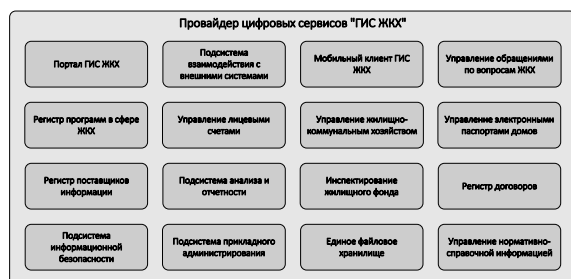 Провайдер цифровых сервисов "ГИС ЖКХ"
Портал ГИС ЖКХ
Подсистема
взаимодействия с
внешними системами
Мобильный клиент ГИС
ЖКХ
Управление обращениями
по вопросам ЖКХ
Регистр программ в сфере
ЖКХ
Управление лицевыми
счетами
Управление жилищно-
коммунальным хозяйством
Управление электронными
паспортами домов
Регистр поставщиков
информации
Подсистема анализа и
отчетности
Инспектирование
жилищного фонда
Регистр договоров
Подсистема
информационной
безопасности
Подсистема прикладного
администрирования
Единое файловое
хранилище
Управление нормативно-
справочной информацией